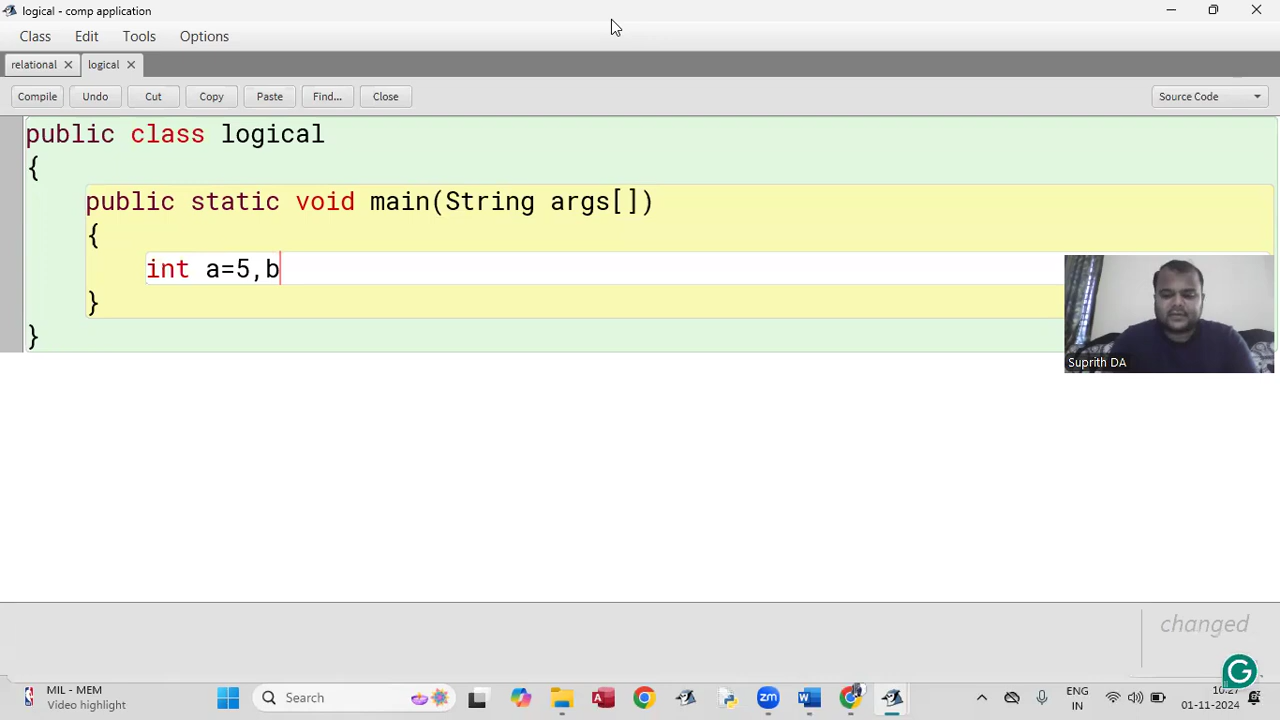 logical - comp application
Class Edit Tools Options
relational × logical ×
Compile Undo Cut Copy Paste Find... Close Source Code
public class logical
{
public static void main(String args[])
{
int a=5,b
}
}
Suprith DA
changed
G
MIL - MEM
Video highlight
Search
ENG
IN
10:27
01-11-2024